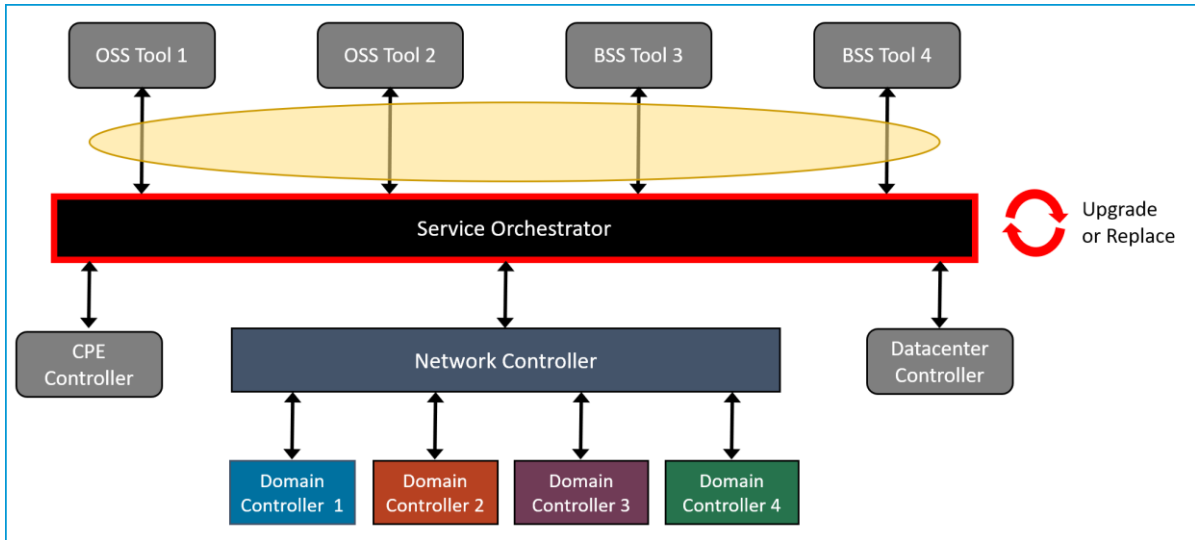 OSS Tool 1
OSS Tool 2
BSS Tool 3
BSS Tool 4
Service Orchestrator
Upgrade
or Replace
CPE
Controller
Network Controller
Datacenter
Controller
Domain
Controller 1
Domain
Controller 2
Domain
Controller 3
Domain
Controller 4